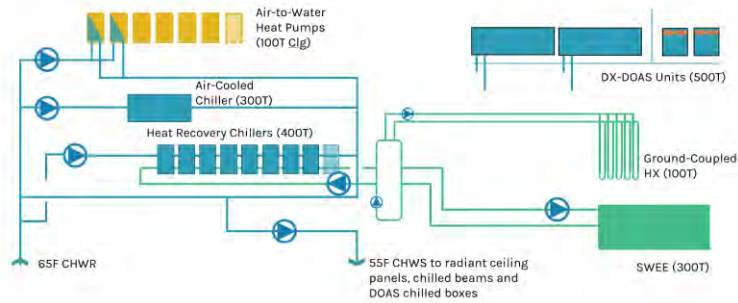 Air-to-Water
Heat Pumps
(100T Clg)
DX-DOAS Units (500T)
Air-Cooled
Chiller (300T)
Heat Recovery Chillers (400T)
Ground-Coupled
HX (100T)
65F CHWR
55F CHWS to radiant ceiling
panels, chilled beams and
DOAS chilled boxes
SWEE (300T)